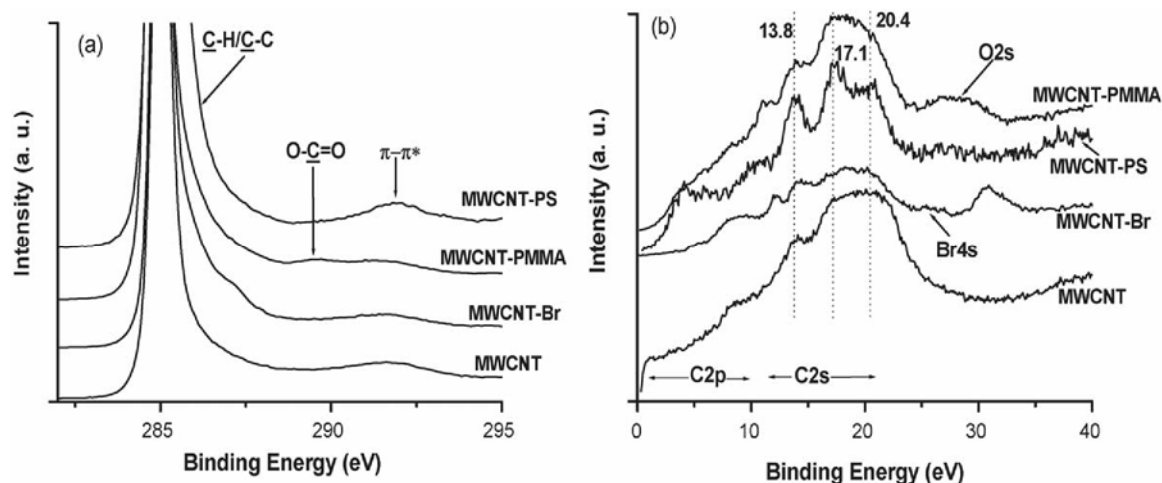 (a)
C-H/C-C
O-C=O
π-π*
MWCNT-PS
MWCNT-PMMA
MWCNT-Br
MWCNT
Intensity (a. u.)
285
290
295
Binding Energy (eV)
(b)
13.8
20.4
17.1
O2s
MWCNT-PMMA
MWCNT-PS
MWCNT-Br
Br4s
MWCNT
C2p
C2s
Intensity (a. u.)
0
10
20
30
40
Binding Energy (eV)